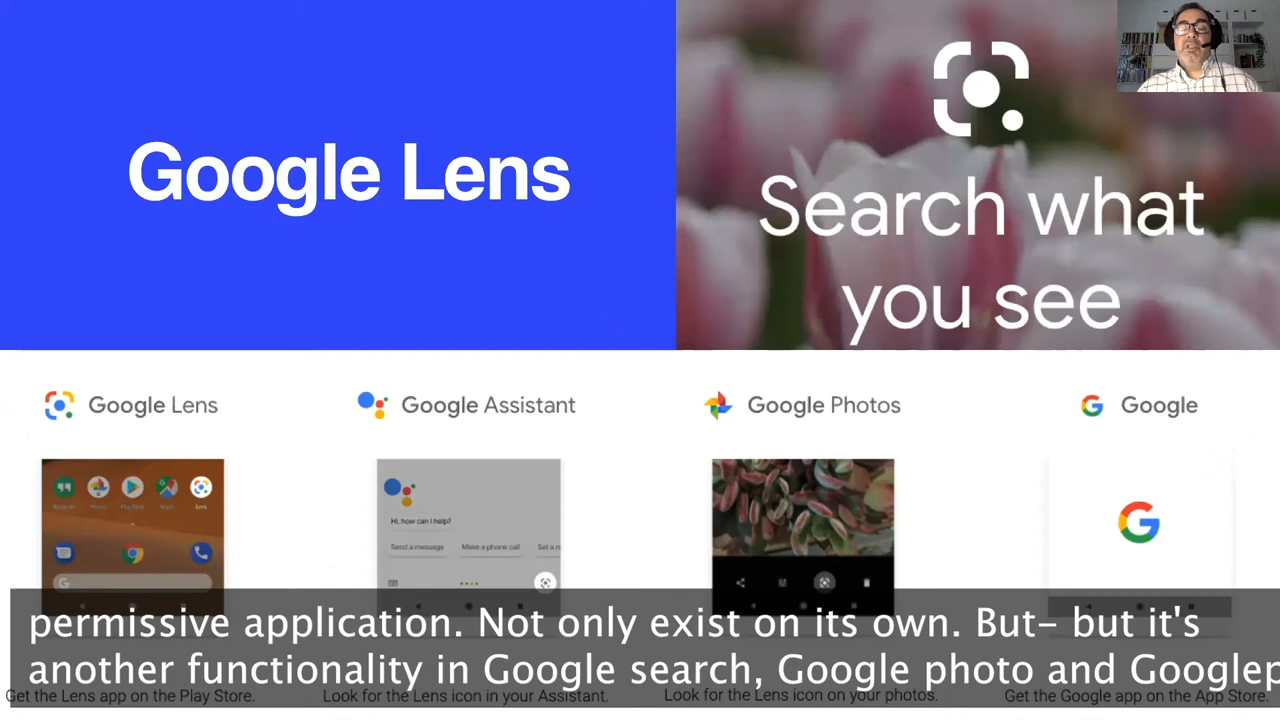 Google Lens
Search what
you see
Google Lens
Google Assistant
Google Photos
Google
Hi, how can I help?
Send a message
Make a phone call
permissive application. Not only exist on its own. But– but it's
another functionality in Google search, Google photo and Googlep
Get the Lens app on the Play Store.
Look for the Lens icon in your Assistant.
Look for the Lens icon on your photos.
Get the Google app on the App Store.